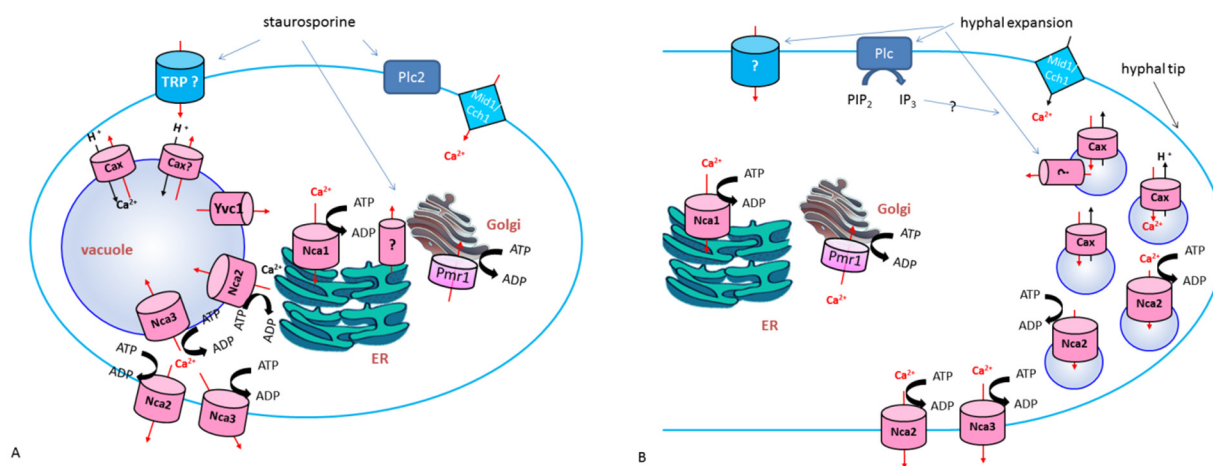 staurosporine
TRP ?
Plc2
Mid1/
Cch1
Ca²⁺
H⁺
H⁺
Cax
Cax?
Ca²⁺
Yvc1
vacuole
Nca2
Ca²⁺
Nca3
ATP
ADP
ATP
ADP
Ca²⁺
ATP
ADP
Nca2
Nca3
ATP
ADP
Ca²⁺
ATP
ADP
Nca1
?
ER
Golgi
Pmr1
ATP
ADP
A
hyphal expansion
?
Plc
PIP₂
IP₃
?
Mid1/
Cch1
Ca²⁺
hyphal tip
Cax
?
H⁺
Cax
Ca²⁺
Cax
Ca²⁺
ATP
ADP
Nca2
ATP
ADP
Nca2
Ca²⁺
ATP
ADP
Nca1
ER
Golgi
Pmr1
ATP
ADP
Ca²⁺
Ca²⁺
ATP
ADP
Nca2
Ca²⁺
ATP
ADP
Nca3
B